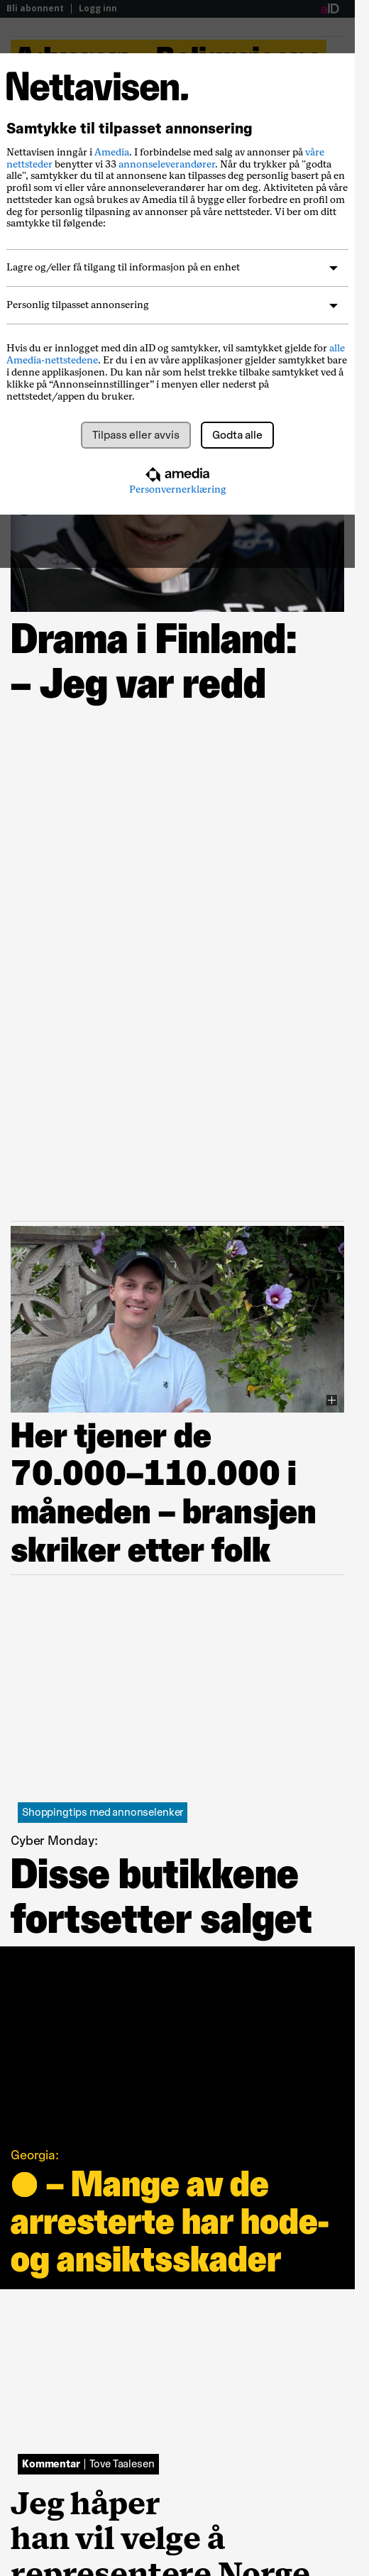 Bli abonnent | Logg inn
aID
Nettavisen.
Samtykke til tilpasset annonsering
Nettavisen inngår i Amedia. I forbindelse med salg av annonser på våre
nettsteder benytter vi 33 annonseleverandører. Når du trykker på "godta
alle", samtykker du til at annonsene kan tilpasses deg personlig basert på en
profil som vi eller våre annonseleverandører har om deg. Aktiviteten på våre
nettsteder kan også brukes av Amedia til å bygge eller forbedre en profil om
deg for personlig tilpasning av annonser på våre nettsteder. Vi ber om ditt
samtykke til følgende:
Lagre og/eller få tilgang til informasjon på en enhet
Personlig tilpasset annonsering
Hvis du er innlogget med din aID og samtykker, vil samtykket gjelde for alle
Amedia-nettstedene. Er du i en av våre applikasjoner gjelder samtykket bare
i denne applikasjonen. Du kan når som helst trekke tilbake samtykket ved å
klikke på “Annonseinnstillinger” i menyen eller nederst på
nettstedet/appen du bruker.
Tilpass eller avvis
Godta alle
amedia
Personvernerklæring
Drama i Finland:
– Jeg var redd
Her tjener de
70.000–110.000 i
måneden – bransjen
skriker etter folk
Shoppingtips med annonselenker
Cyber Monday:
Disse butikkene
fortsetter salget
Georgia:
● – Mange av de
arresterte har hode-
og ansiktsskader
Kommentar | Tove Taalesen
Jeg håper
han vil velge å
representere Norge